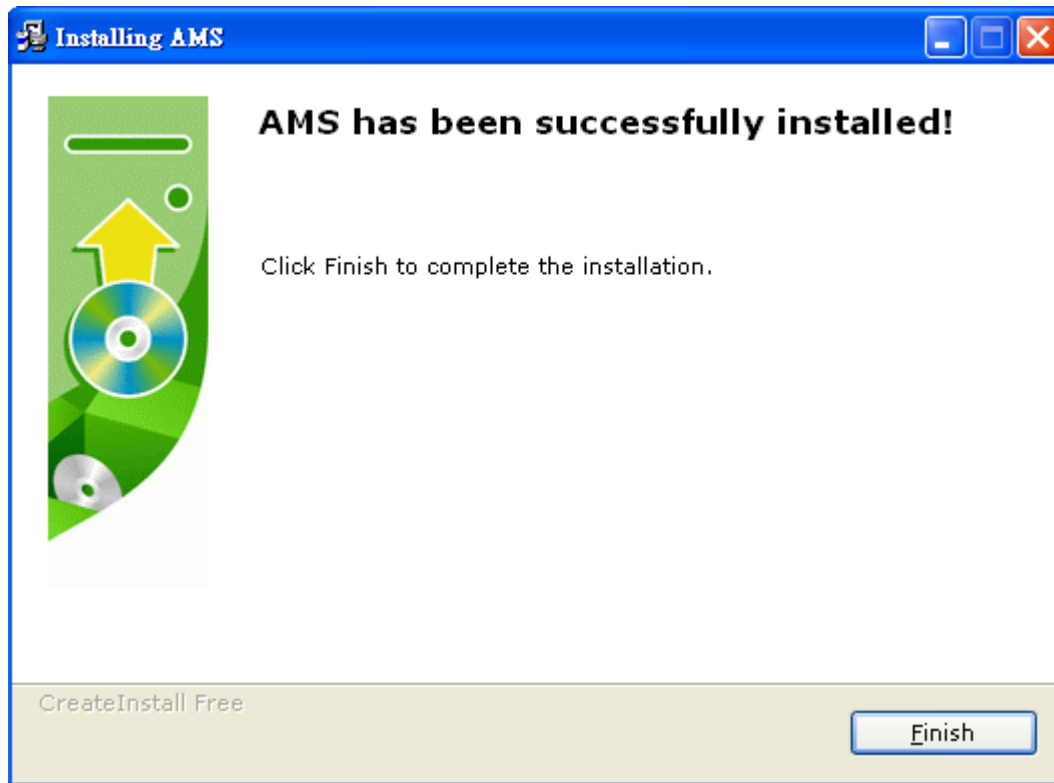 Installing AMS
AMS has been successfully installed!
Click Finish to complete the installation.
CreateInstall Free
Finish